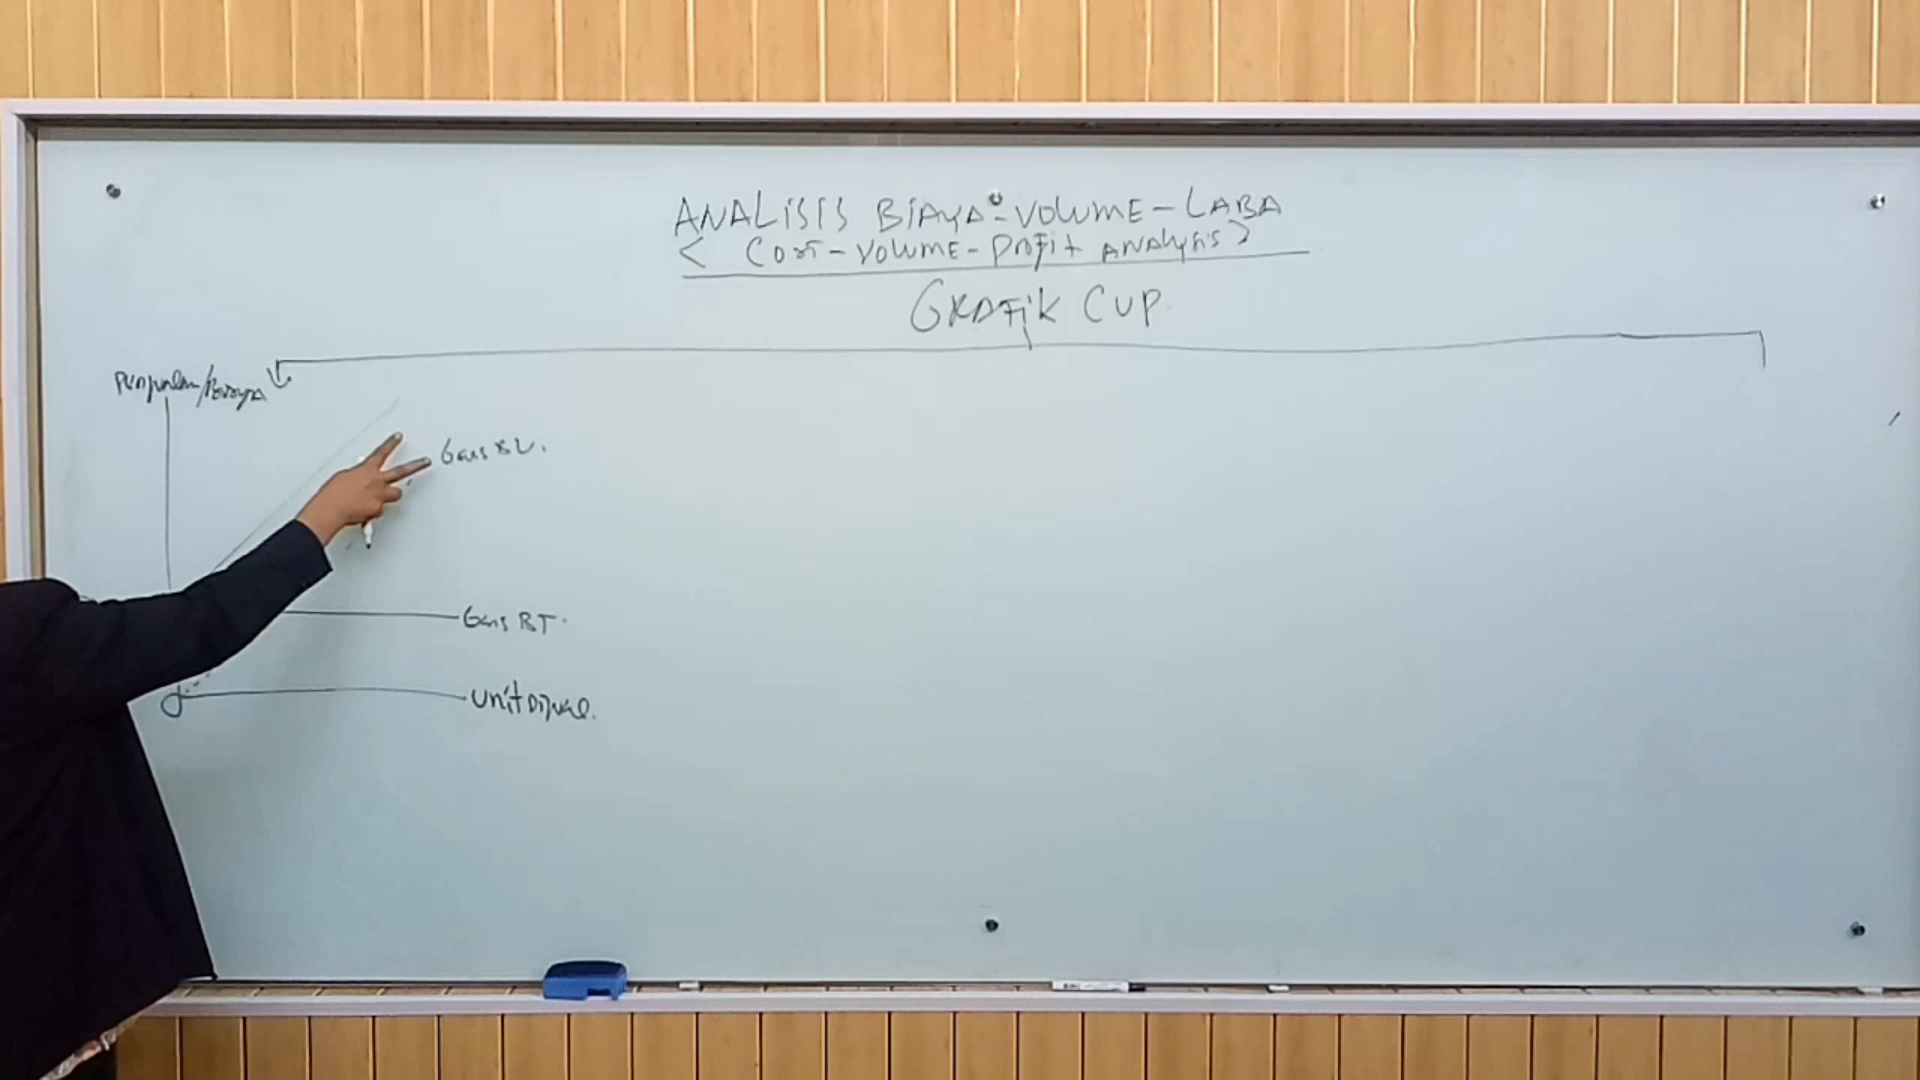 ANALISIS BIAYA-VOLUME-LABA
< COST-VOLUME-PROFIT ANALYSIS >
GRAFIK CVP
Penjualan/Biaya
Garis BV.
Garis BT.
Unit Dijual.